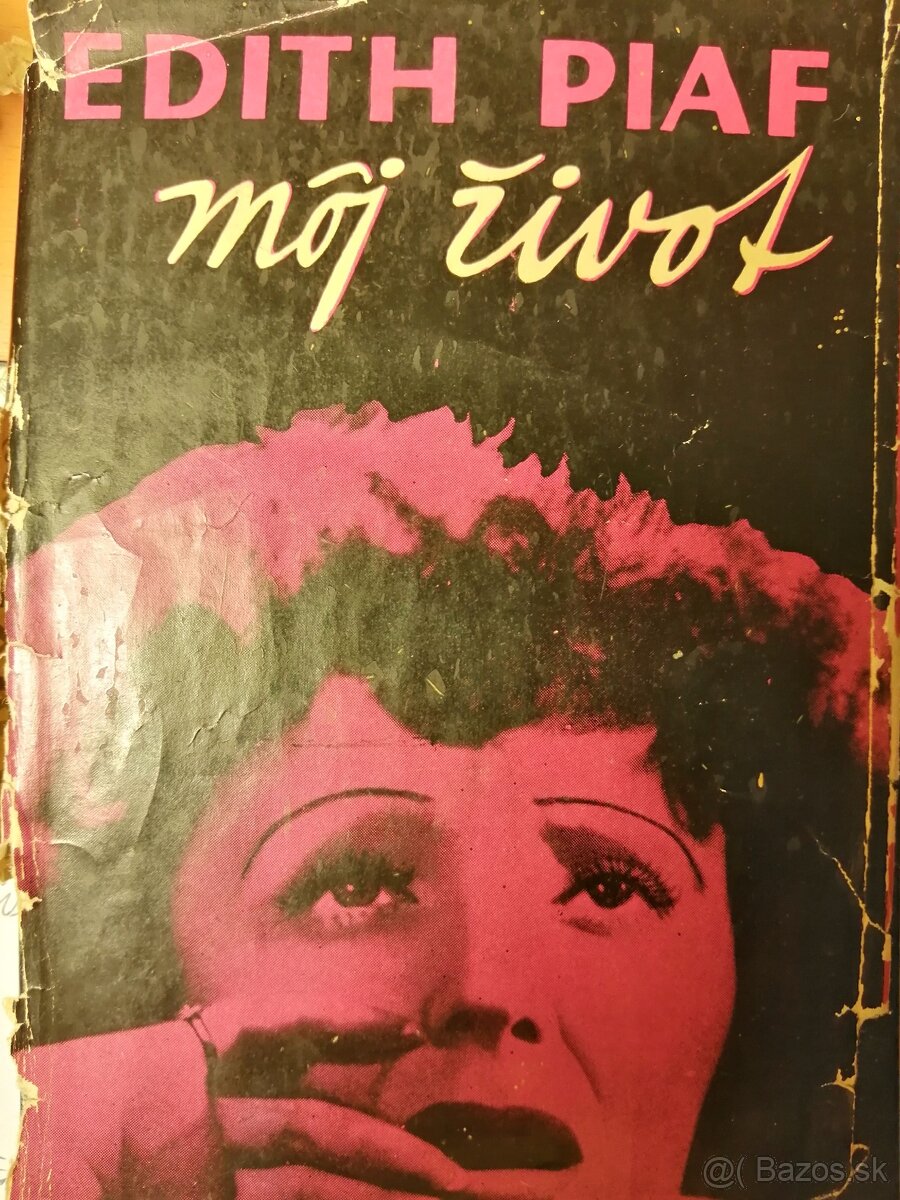 EDITH PIAF
môj život
@( Bazos.sk